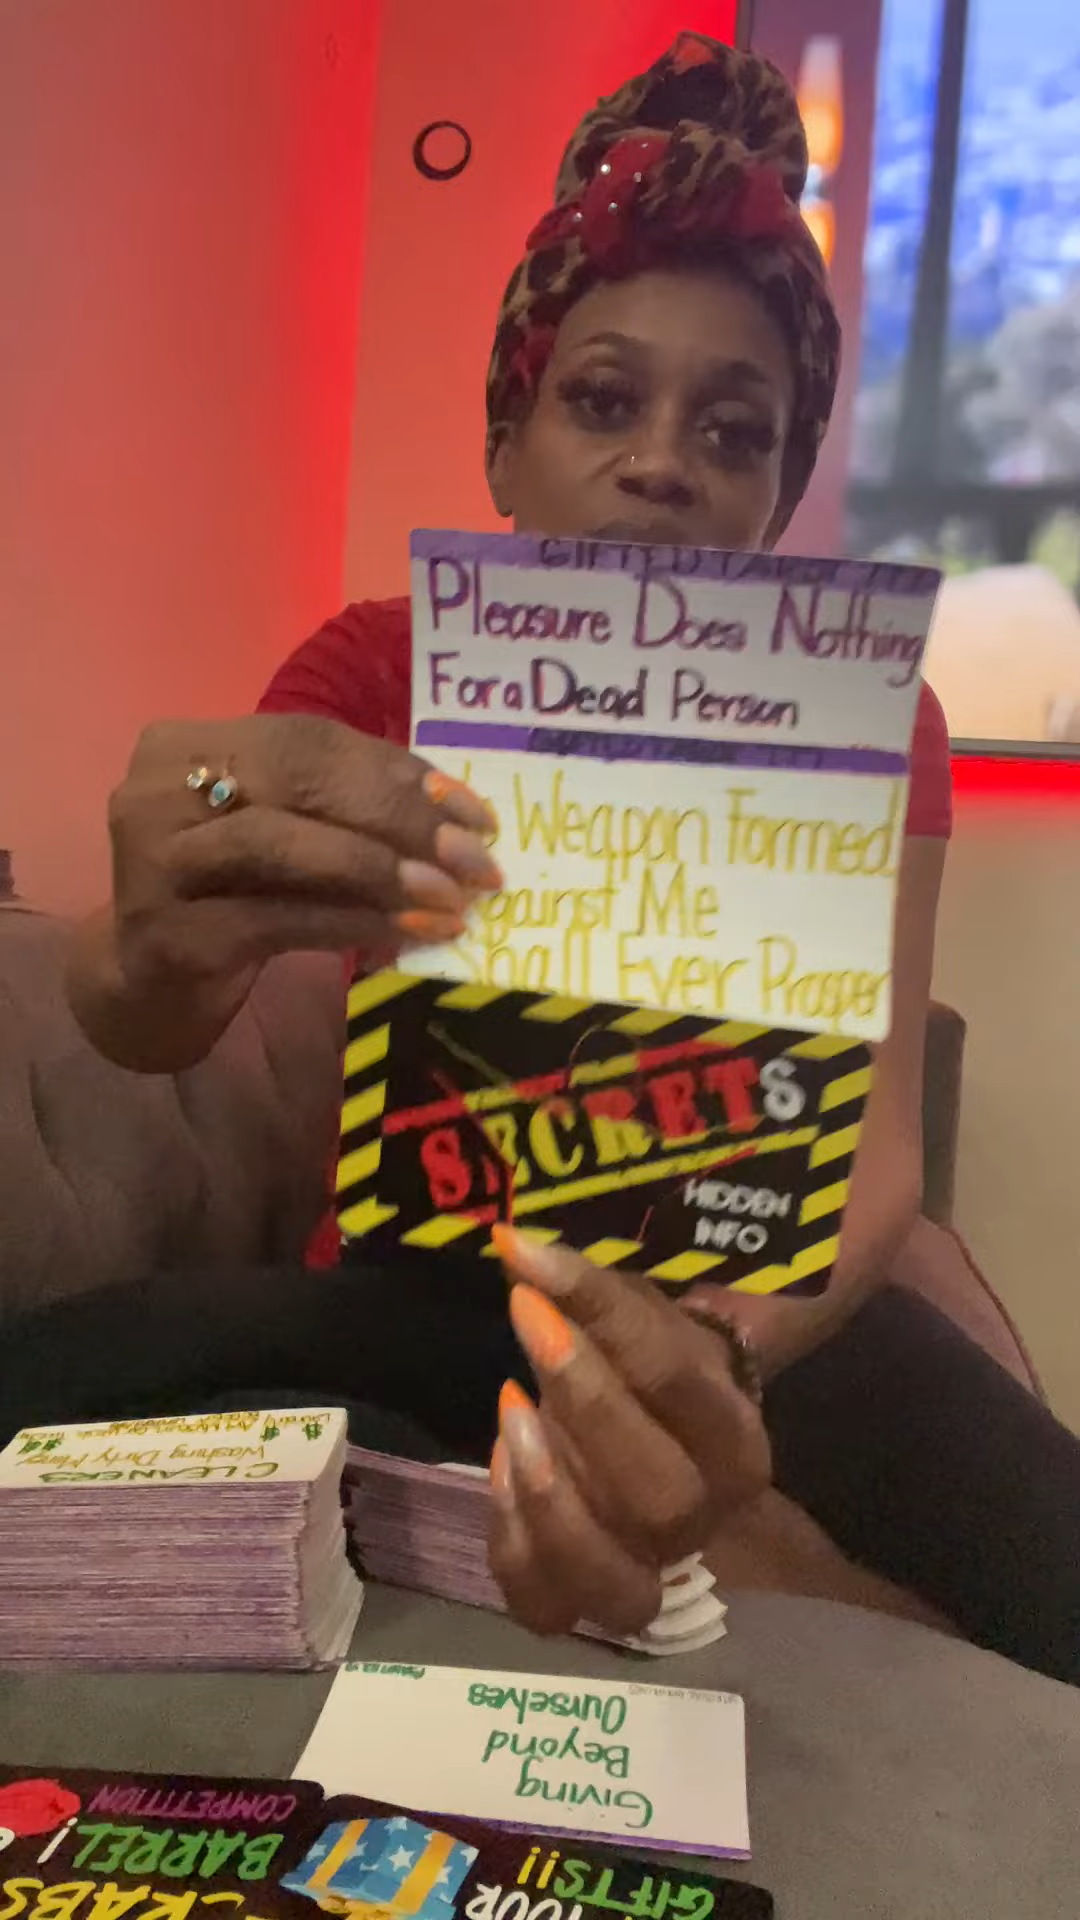 Pleasure Does Nothing
For a Dead Person
Weapon Formed
Against Me
Shall Ever Prosper
SECRETS
HIDDEN
INFO
CLEANERS
Washing Dirty Money
Giving
Beyond
Ourselves
COMPETITION
BARREL!
GIFTS!!
YOUR